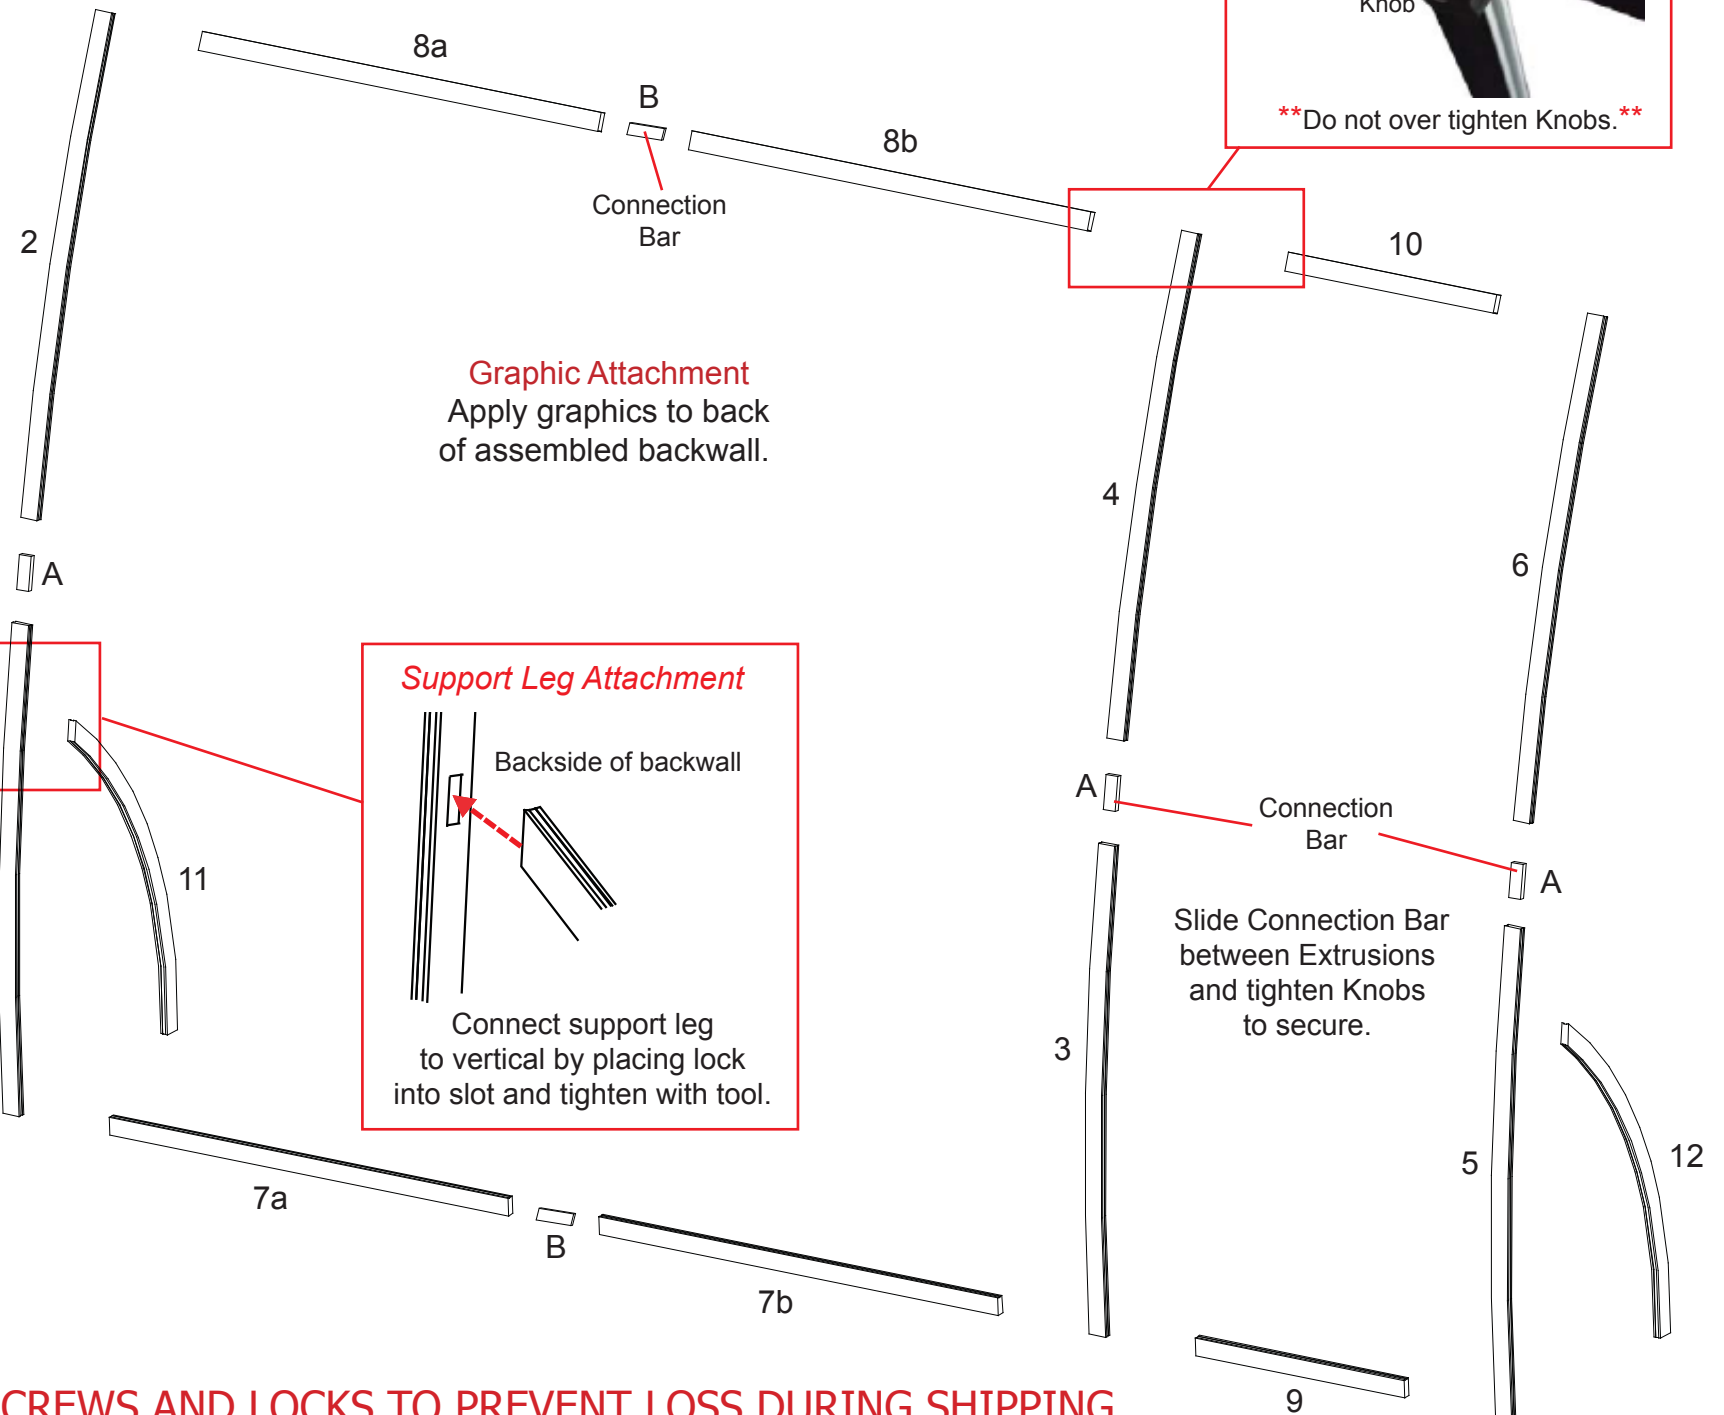 Knob
**Do not over tighten Knobs.**
8a
B
8b
Connection
Bar
2
10
Graphic Attachment
Apply graphics to back
of assembled backwall.
4
6
A
Support Leg Attachment
Backside of backwall
A
Connection
Bar
A
11
Slide Connection Bar
between Extrusions
and tighten Knobs
to secure.
Connect support leg
to vertical by placing lock
into slot and tighten with tool.
3
5
12
7a
B
7b
9
CREWS AND LOCKS TO PREVENT LOSS DURING SHIPPING